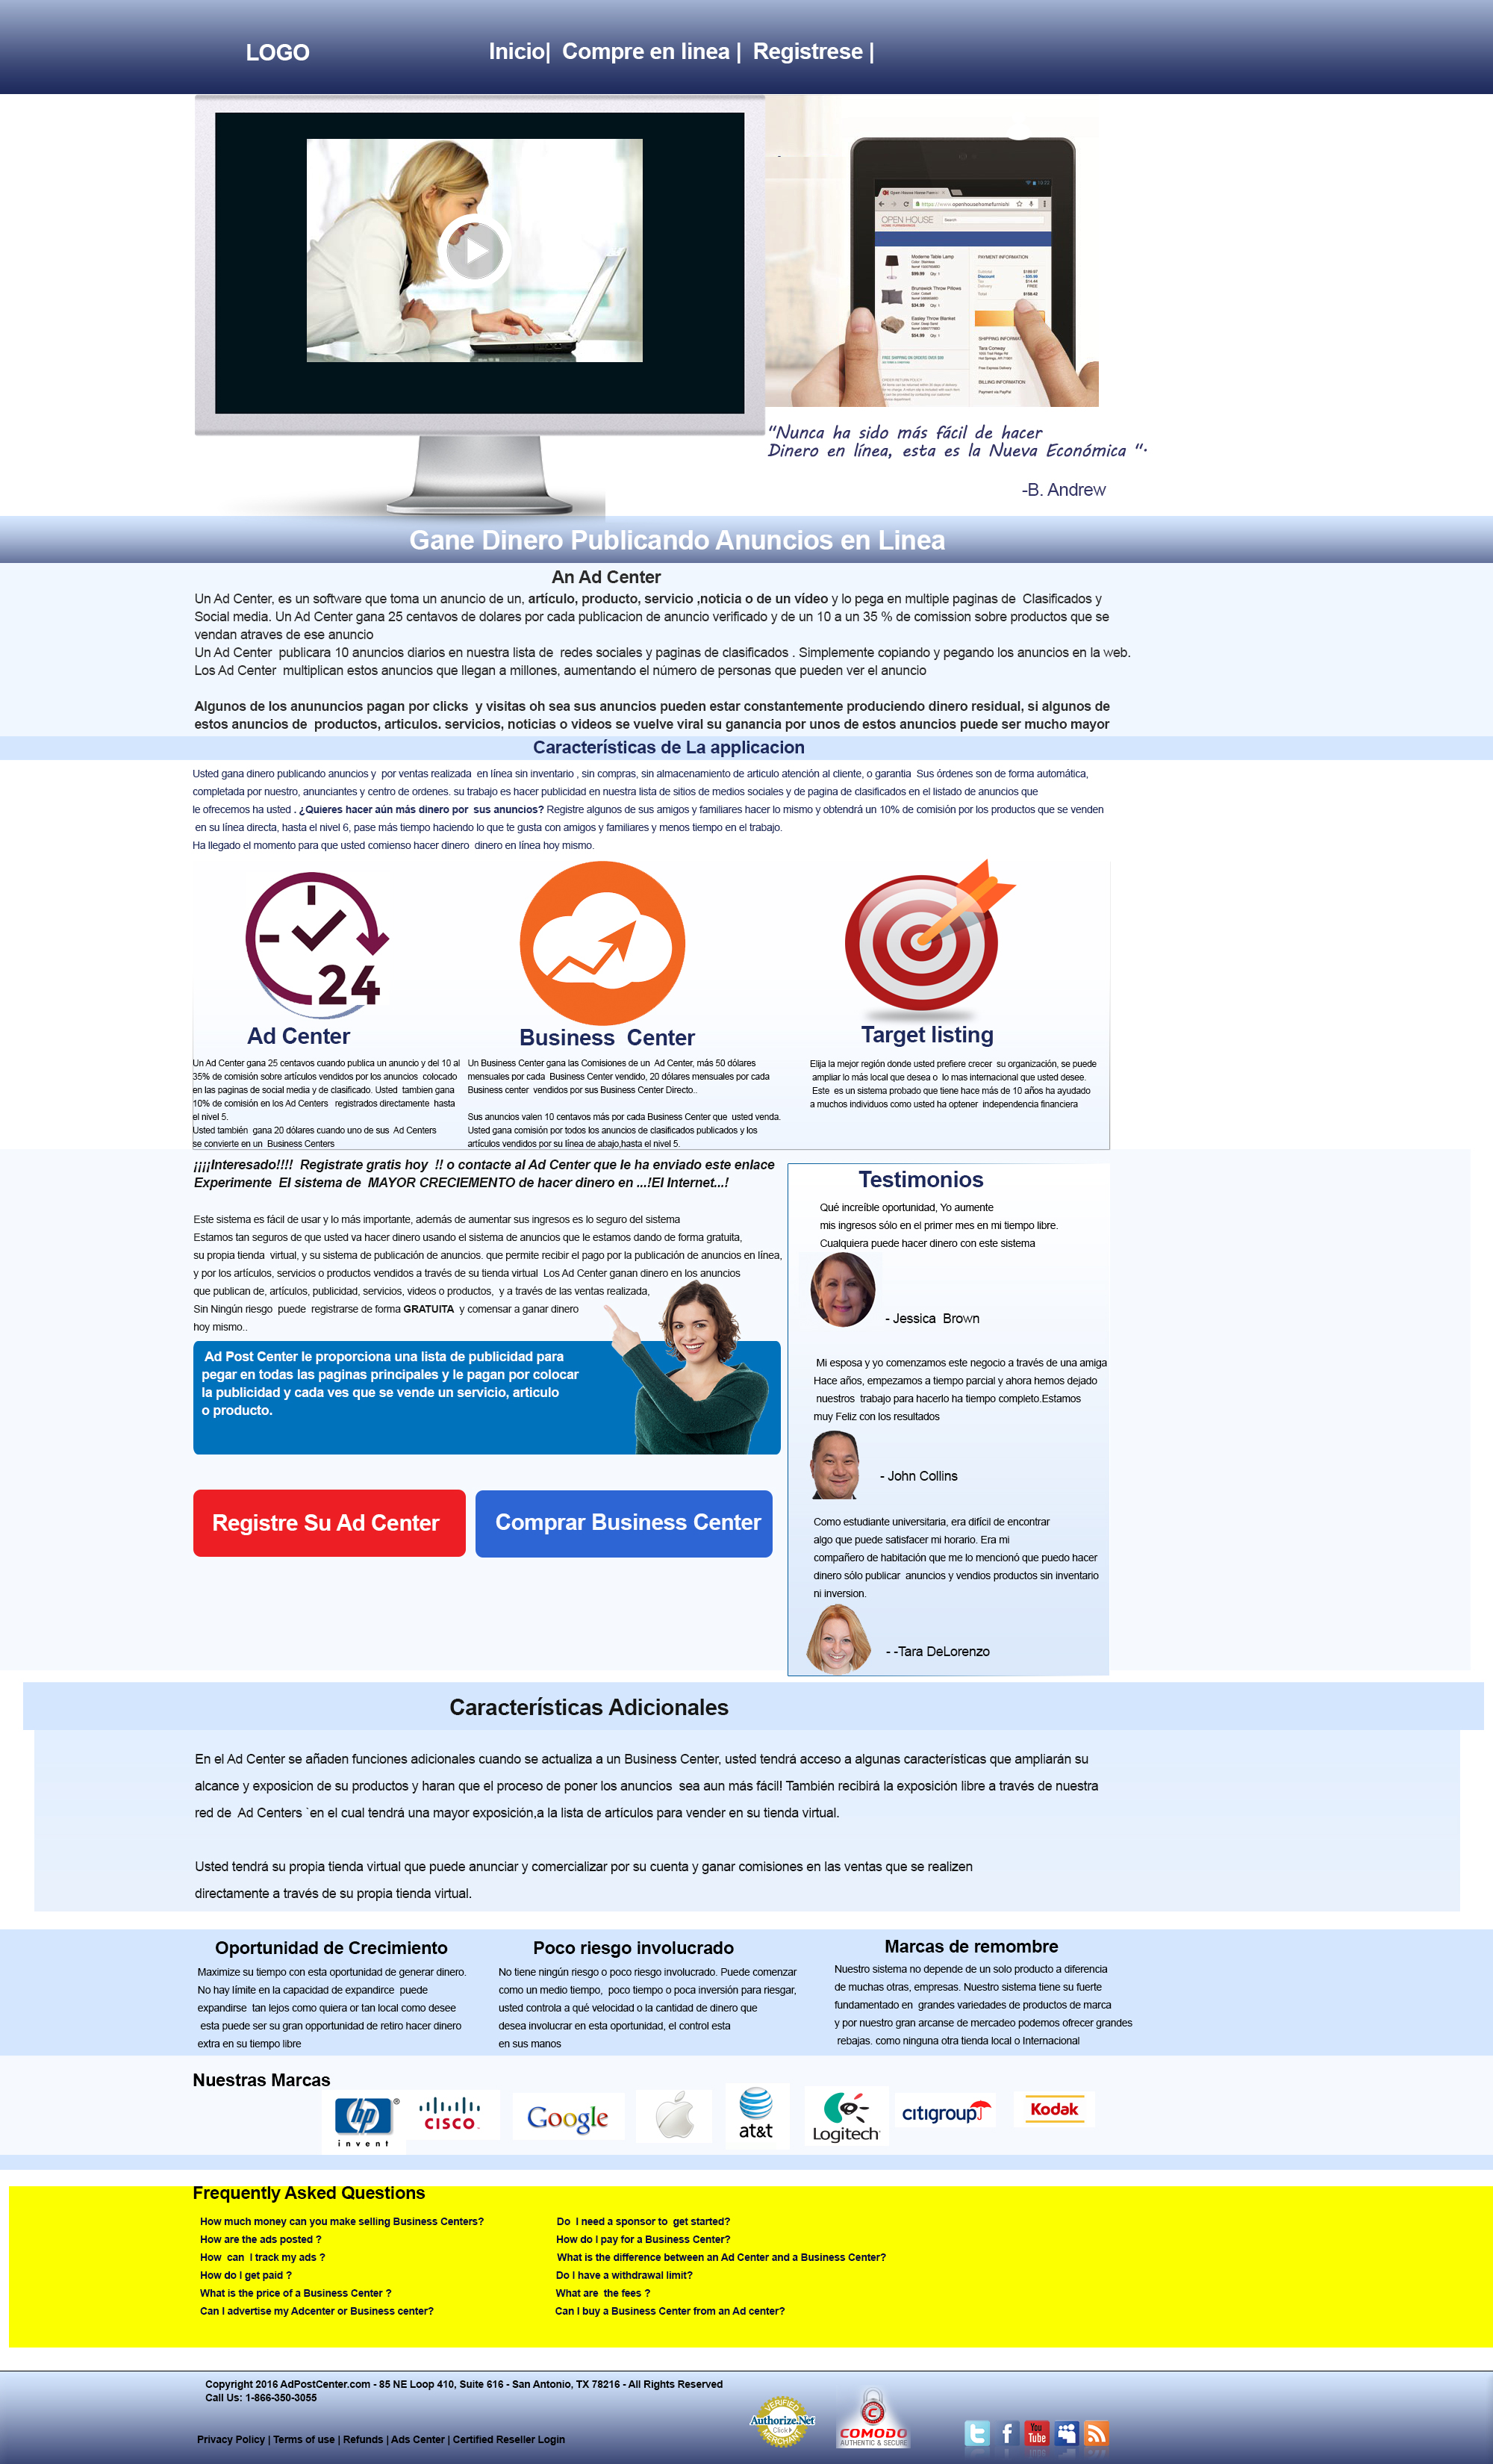 LOGO
Inicio| Compre en linea | Registrese |
Open House Home Furnis
https://www.openhousehomefurnishi
OPEN HOUSE
Search
Moderne Table Lamp
PAYMENT INFORMATION
$99.99 Qty 1
Subtotal
Discount
Tax
Delivery FREE
Brunswick Throw Pillows
Total $168.42
$34.99 Qty 1
Easley Throw Blanket
$54.99 Qty 1
SHIPPING INFORMATION
Tara Conway
Free Express Delivery
BILLING INFORMATION
Payment via PayPal
“Nunca ha sido más fácil de hacer
Dinero en línea, esta es la Nueva Económica “.
-B. Andrew
Gane Dinero Publicando Anuncios en Linea
An Ad Center
Un Ad Center, es un software que toma un anuncio de un, artículo, producto, servicio ,noticia o de un vídeo y lo pega en multiple paginas de Clasificados y
Social media. Un Ad Center gana 25 centavos de dolares por cada publicacion de anuncio verificado y de un 10 a un 35 % de comission sobre productos que se
vendan atraves de ese anuncio
Un Ad Center publicara 10 anuncios diarios en nuestra lista de redes sociales y paginas de clasificados . Simplemente copiando y pegando los anuncios en la web.
Los Ad Center multiplican estos anuncios que llegan a millones, aumentando el número de personas que pueden ver el anuncio
Algunos de los anununcios pagan por clicks y visitas oh sea sus anuncios pueden estar constantemente produciendo dinero residual, si algunos de
estos anuncios de productos, articulos. servicios, noticias o videos se vuelve viral su ganancia por unos de estos anuncios puede ser mucho mayor
Características de La applicacion
Usted gana dinero publicando anuncios y por ventas realizada en línea sin inventario , sin compras, sin almacenamiento de articulo atención al cliente, o garantia Sus órdenes son de forma automática,
completada por nuestro, anunciantes y centro de ordenes. su trabajo es hacer publicidad en nuestra lista de sitios de medios sociales y de pagina de clasificados en el listado de anuncios que
le ofrecemos ha usted . ¿Quieres hacer aún más dinero por sus anuncios? Registre algunos de sus amigos y familiares hacer lo mismo y obtendrá un 10% de comisión por los productos que se venden
en su línea directa, hasta el nivel 6, pase más tiempo haciendo lo que te gusta con amigos y familiares y menos tiempo en el trabajo.
Ha llegado el momento para que usted comienso hacer dinero dinero en línea hoy mismo.
24
Ad Center
Un Ad Center gana 25 centavos cuando publica un anuncio y del 10 al
35% de comisión sobre artículos vendidos por los anuncios colocado
en las paginas de social media y de clasificado. Usted tambien gana
10% de comisión en los Ad Centers registrados directamente hasta
el nivel 5.
Usted también gana 20 dólares cuando uno de sus Ad Centers
se convierte en un Business Centers
Business Center
Un Business Center gana las Comisiones de un Ad Center, más 50 dólares
mensuales por cada Business Center vendido, 20 dólares mensuales por cada
Business center vendidos por sus Business Center Directo..
Sus anuncios valen 10 centavos más por cada Business Center que usted venda.
Usted gana comisión por todos los anuncios de clasificados publicados y los
artículos vendidos por su línea de abajo,hasta el nivel 5.
Target listing
Elija la mejor región donde usted prefiere crecer su organización, se puede
ampliar lo más local que desea o lo mas internacional que usted desee.
Este es un sistema probado que tiene hace más de 10 años ha ayudado
a muchos individuos como usted ha optener independencia financiera
¡¡¡¡Interesado!!!! Registrate gratis hoy !! o contacte al Ad Center que le ha enviado este enlace
Experimente El sistema de MAYOR CRECIEMENTO de hacer dinero en ...!El Internet...!
Este sistema es fácil de usar y lo más importante, además de aumentar sus ingresos es lo seguro del sistema
Estamos tan seguros de que usted va hacer dinero usando el sistema de anuncios que le estamos dando de forma gratuita,
su propia tienda virtual, y su sistema de publicación de anuncios. que permite recibir el pago por la publicación de anuncios en línea,
y por los artículos, servicios o productos vendidos a través de su tienda virtual Los Ad Center ganan dinero en los anuncios
que publican de, artículos, publicidad, servicios, videos o productos, y a través de las ventas realizada,
Sin Ningún riesgo puede registrarse de forma GRATUITA y comensar a ganar dinero
hoy mismo..
Ad Post Center le proporciona una lista de publicidad para
pegar en todas las paginas principales y le pagan por colocar
la publicidad y cada ves que se vende un servicio, articulo
o producto.
Registre Su Ad Center
Comprar Business Center
Testimonios
Qué increíble oportunidad, Yo aumente
mis ingresos sólo en el primer mes en mi tiempo libre.
Cualquiera puede hacer dinero con este sistema
- Jessica Brown
Mi esposa y yo comenzamos este negocio a través de una amiga
Hace años, empezamos a tiempo parcial y ahora hemos dejado
nuestros trabajo para hacerlo ha tiempo completo.Estamos
muy Feliz con los resultados
- John Collins
Como estudiante universitaria, era difícil de encontrar
algo que puede satisfacer mi horario. Era mi
compañero de habitación que me lo mencionó que puedo hacer
dinero sólo publicar anuncios y vendios productos sin inventario
ni inversion.
- -Tara DeLorenzo
Características Adicionales
En el Ad Center se añaden funciones adicionales cuando se actualiza a un Business Center, usted tendrá acceso a algunas características que ampliarán su
alcance y exposicion de su productos y haran que el proceso de poner los anuncios sea aun más fácil! También recibirá la exposición libre a través de nuestra
red de Ad Centers `en el cual tendrá una mayor exposición,a la lista de artículos para vender en su tienda virtual.
Usted tendrá su propia tienda virtual que puede anunciar y comercializar por su cuenta y ganar comisiones en las ventas que se realizen
directamente a través de su propia tienda virtual.
Oportunidad de Crecimiento
Maximize su tiempo con esta oportunidad de generar dinero.
No hay límite en la capacidad de expandirce puede
expandirse tan lejos como quiera or tan local como desee
esta puede ser su gran opportunidad de retiro hacer dinero
extra en su tiempo libre
Poco riesgo involucrado
No tiene ningún riesgo o poco riesgo involucrado. Puede comenzar
como un medio tiempo, poco tiempo o poca inversión para riesgar,
usted controla a qué velocidad o la cantidad de dinero que
desea involucrar en esta oportunidad, el control esta
en sus manos
Marcas de remombre
Nuestro sistema no depende de un solo producto a diferencia
de muchas otras, empresas. Nuestro sistema tiene su fuerte
fundamentado en grandes variedades de productos de marca
y por nuestro gran arcanse de mercadeo podemos ofrecer grandes
rebajas. como ninguna otra tienda local o Internacional
Nuestras Marcas
hp ®
invent
CISCO
Google
at&t
Logitech
citigroup
Kodak
Frequently Asked Questions
How much money can you make selling Business Centers?
How are the ads posted ?
How can I track my ads ?
How do I get paid ?
What is the price of a Business Center ?
Can I advertise my Adcenter or Business center?
Do I need a sponsor to get started?
How do I pay for a Business Center?
What is the difference between an Ad Center and a Business Center?
Do I have a withdrawal limit?
What are the fees ?
Can I buy a Business Center from an Ad center?
Copyright 2016 AdPostCenter.com - 85 NE Loop 410, Suite 616 - San Antonio, TX 78216 - All Rights Reserved
Call Us: 1-866-350-3055
Privacy Policy | Terms of use | Refunds | Ads Center | Certified Reseller Login
VERIFIED
Authorize.Net
Click
MERCHANT
C
COMODO
AUTHENTIC & SECURE
t
f
You
Tube